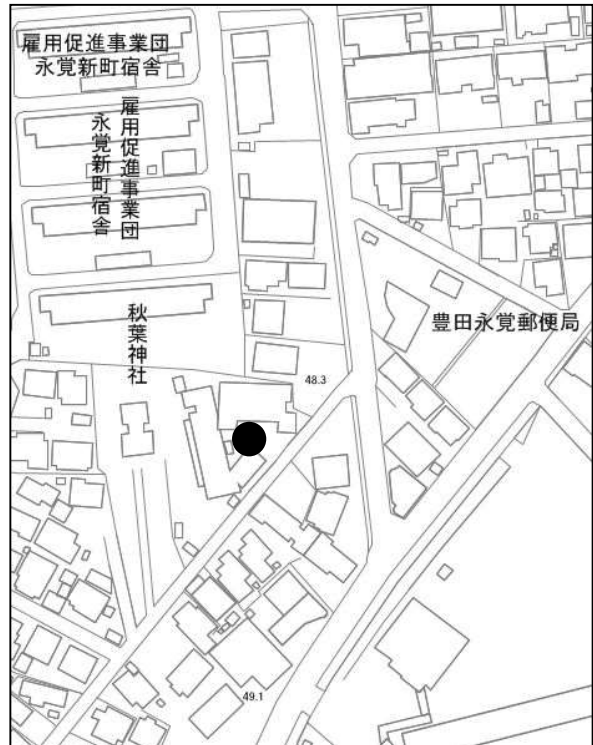 雇用促進事業団
永覚新町宿舎
雇用促進事業団
永覚新町宿舎
秋葉神社
豊田永覚郵便局
48.3
49.1